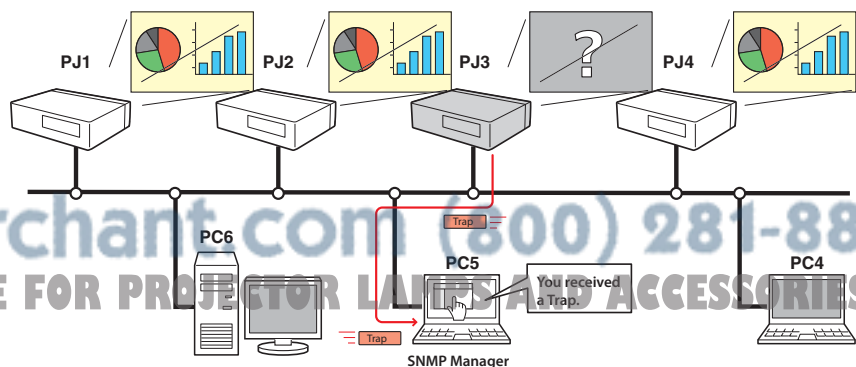 PJ1
PJ2
PJ3
?
PJ4
Trap
rchant.com (800) 281-88
PC6
PC5
You received
a Trap.
PC4
E FOR PROJECTOR LAMPS AND ACCESSORIES
Trap
SNMP Manager